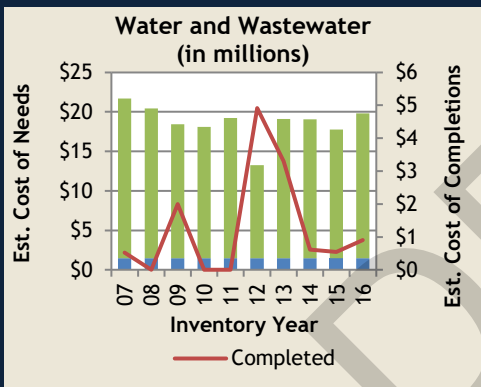 Water and Wastewater
(in millions)
$25
$20
$15
$10
$5
$0
$6
$5
$4
$3
$2
$1
$0
Est. Cost of Needs
Est. Cost of Completions
07 08 09 10 11 12 13 14 15 16
Inventory Year
Completed